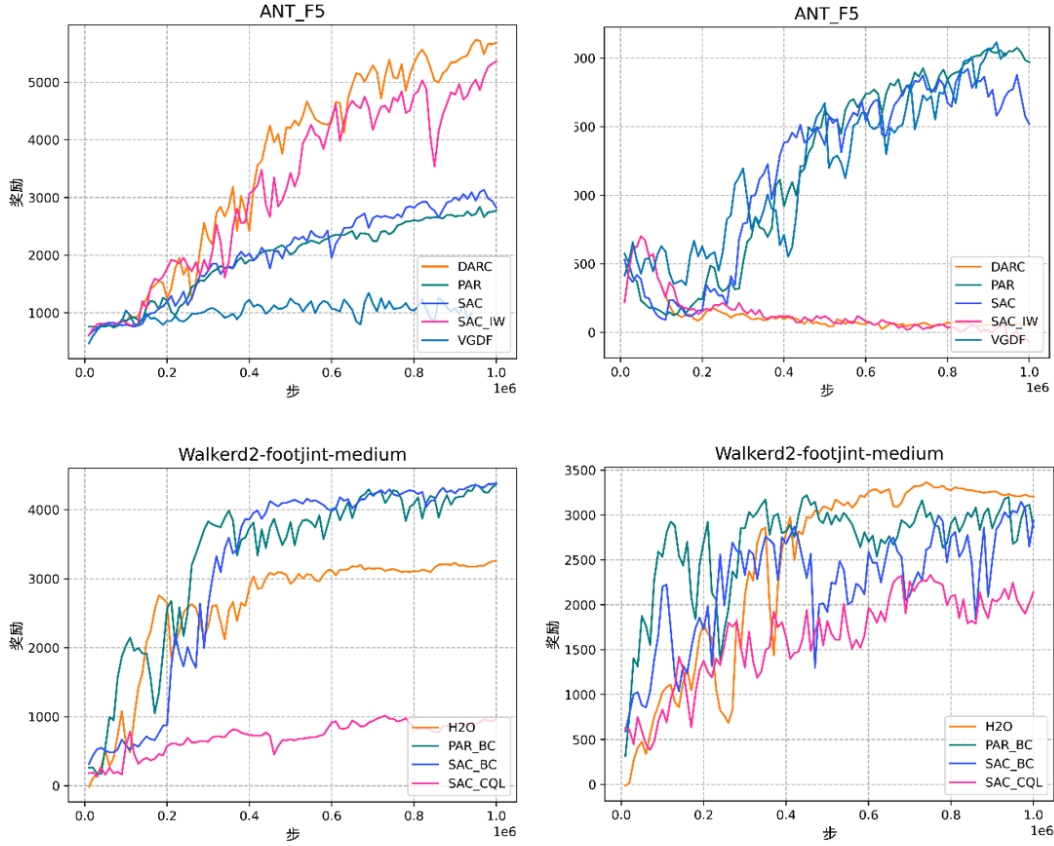 ANT_F5
5000
4000
3000
2000
1000
奖励
DARC
PAR
SAC
SAC_IW
VGDF
0.0 0.2 0.4 0.6 0.8 1.0
1e6
步
ANT_F5
000
500
000
500
0
DARC
PAR
SAC
SAC_IW
VGDF
0.0 0.2 0.4 0.6 0.8 1.0
1e6
步
Walkerd2-footjint-medium
4000
3000
2000
1000
0
奖励
H2O
PAR_BC
SAC_BC
SAC_CQL
0.0 0.2 0.4 0.6 0.8 1.0
1e6
步
Walkerd2-footjint-medium
3500
3000
2500
2000
1500
1000
500
0
奖励
H2O
PAR_BC
SAC_BC
SAC_CQL
0.0 0.2 0.4 0.6 0.8 1.0
1e6
步